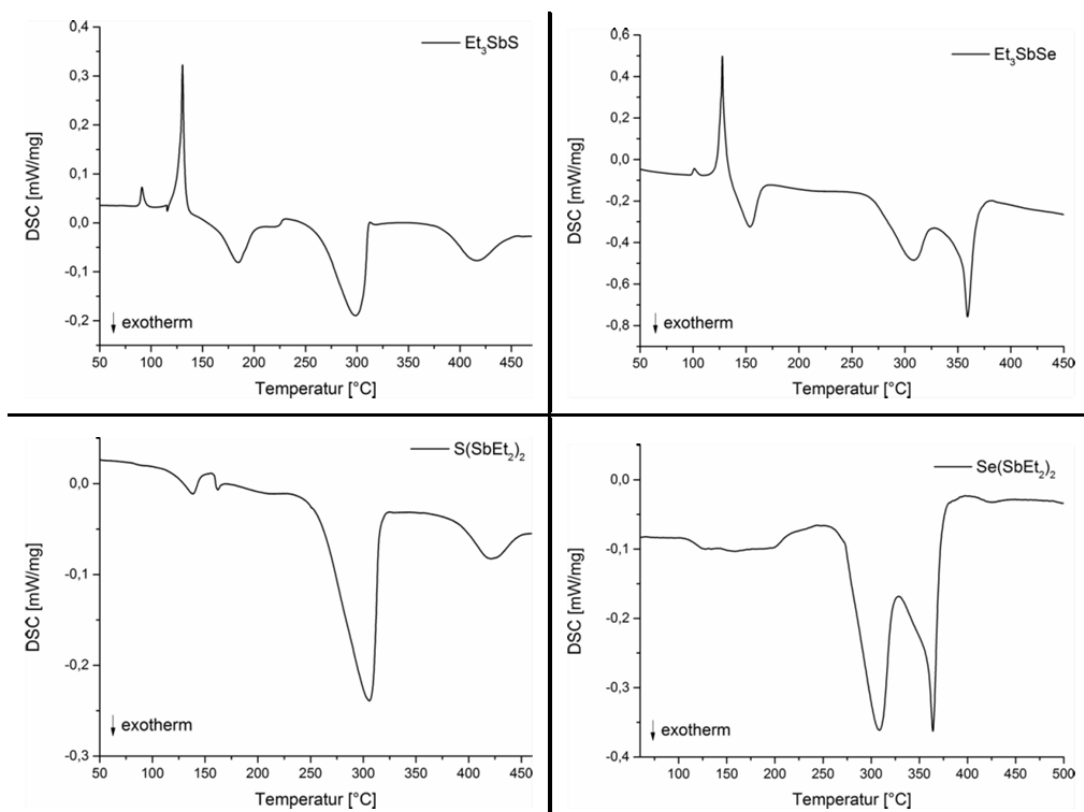 Et₃SbS
0,4
0,3
0,2
0,1
0,0
-0,1
-0,2
DSC [mW/mg]
↓ exotherm
50 100 150 200 250 300 350 400 450
Temperatur [°C]
Et₃SbSe
0,6
0,4
0,2
0,0
-0,2
-0,4
-0,6
-0,8
DSC [mW/mg]
↓ exotherm
50 100 150 200 250 300 350 400 450
Temperatur [°C]
S(SbEt₂)₂
0,0
-0,1
-0,2
-0,3
DSC [mW/mg]
↓ exotherm
50 100 150 200 250 300 350 400 450
Temperatur [°C]
Se(SbEt₂)₂
0,0
-0,1
-0,2
-0,3
-0,4
DSC [mW/mg]
↓ exotherm
100 150 200 250 300 350 400 450 500
Temperatur [°C]